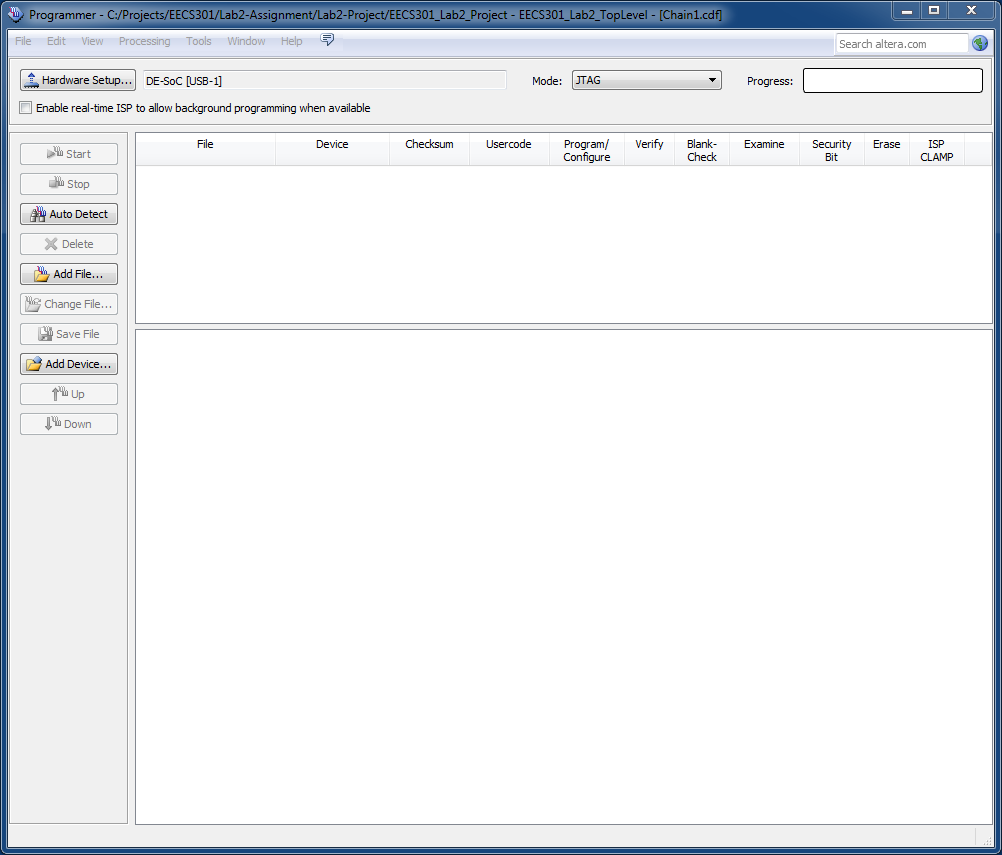 Programmer - C:/Projects/EECS301/Lab2-Assignment/Lab2-Project/EECS301_Lab2_Project - EECS301_Lab2_TopLevel - [Chain1.cdf]
File Edit View Processing Tools Window Help
Search altera.com
Hardware Setup... DE-SoC [USB-1] Mode: JTAG Progress:
Enable real-time ISP to allow background programming when available
Start
Stop
Auto Detect
Delete
Add File...
Change File...
Save File
Add Device...
Up
Down
File Device Checksum Usercode Program/ Verify Blank- Examine Security Erase ISP
Configure Check Bit CLAMP